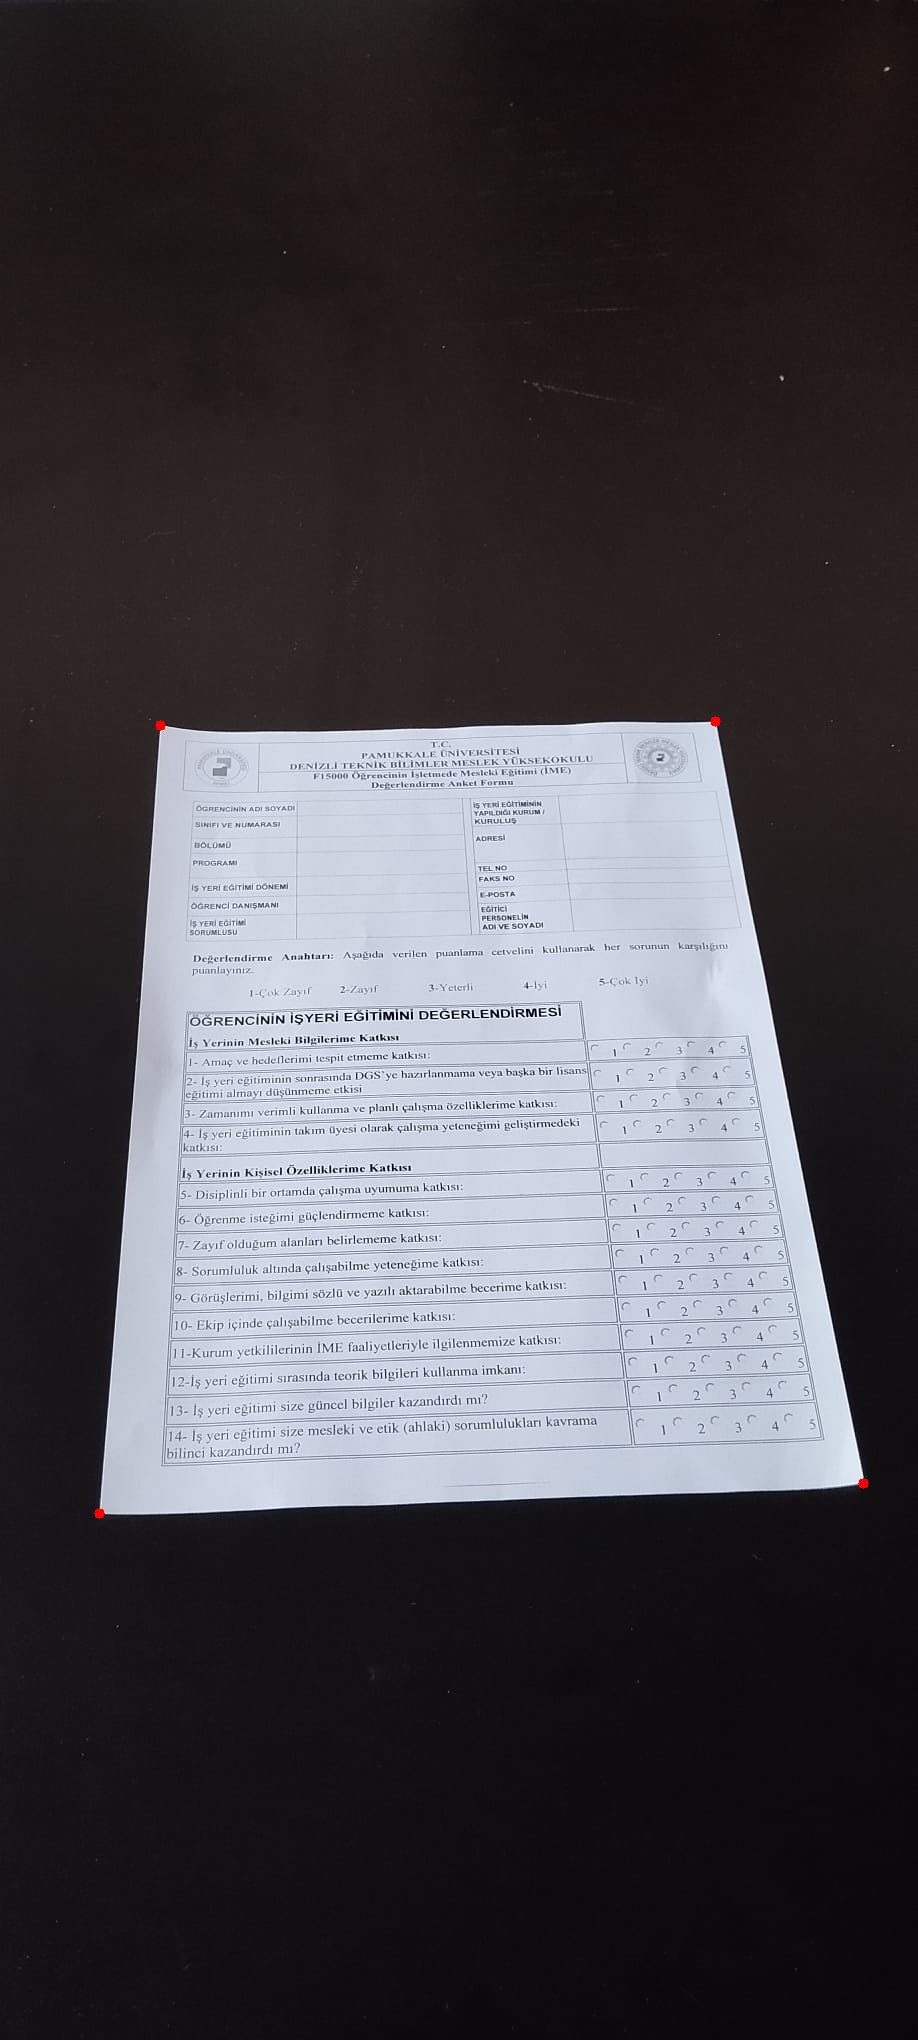 T.C.
PAMUKKALE ÜNİVERSİTESİ
DENİZLİ TEKNİK BİLİMLER MESLEK YÜKSEKOKULU
F15000 Öğrencinin İşletmede Mesleki Eğitimi (İME)
Değerlendirme Anket Formu
ÖĞRENCİNİN ADI SOYADI
SINIFI VE NUMARASI
BÖLÜMÜ
PROGRAMI
İŞ YERİ EĞİTİMİ DÖNEMİ
ÖĞRENCİ DANIŞMANI
İŞ YERİ EĞİTİMİ
SORUMLUSU
İŞ YERİ EĞİTİMİNİN
YAPILDIĞI KURUM /
KURULUŞ
ADRESİ
TEL NO
FAKS NO
E-POSTA
EĞİTİCİ
PERSONELİN
ADI VE SOYADI
Değerlendirme Anahtarı: Aşağıda verilen puanlama cetvelini kullanarak her sorunun karşılığını
puanlayınız.
1-Çok Zayıf 2-Zayıf 3-Yeterli 4-İyi 5-Çok İyi
ÖĞRENCİNİN İŞYERİ EĞİTİMİNİ DEĞERLENDİRMESİ
İş Yerinin Mesleki Bilgilerime Katkısı
1- Amaç ve hedeflerimi tespit etmeme katkısı: 1 2 3 4 5
2- İş yeri eğitiminin sonrasında DGS'ye hazırlanmama veya başka bir lisans 1 2 3 4 5
eğitimi almayı düşünmeme etkisi
3- Zamanımı verimli kullanma ve planlı çalışma özelliklerime katkısı: 1 2 3 4 5
4- İş yeri eğitiminin takım üyesi olarak çalışma yeteneğimi geliştirmedeki 1 2 3 4 5
katkısı:
İş Yerinin Kişisel Özelliklerime Katkısı
5- Disiplinli bir ortamda çalışma uyumuma katkısı: 1 2 3 4 5
6- Öğrenme isteğimi güçlendirmeme katkısı: 1 2 3 4 5
7- Zayıf olduğum alanları belirlememe katkısı: 1 2 3 4 5
8- Sorumluluk altında çalışabilme yeteneğime katkısı: 1 2 3 4 5
9- Görüşlerimi, bilgimi sözlü ve yazılı aktarabilme becerime katkısı: 1 2 3 4 5
10- Ekip içinde çalışabilme becerilerime katkısı: 1 2 3 4 5
11-Kurum yetkililerinin İME faaliyetleriyle ilgilenmemize katkısı: 1 2 3 4 5
12-İş yeri eğitimi sırasında teorik bilgileri kullanma imkanı: 1 2 3 4 5
13- İş yeri eğitimi size güncel bilgiler kazandırdı mı? 1 2 3 4 5
14- İş yeri eğitimi size mesleki ve etik (ahlaki) sorumlulukları kavrama 1 2 3 4 5
bilinci kazandırdı mı?